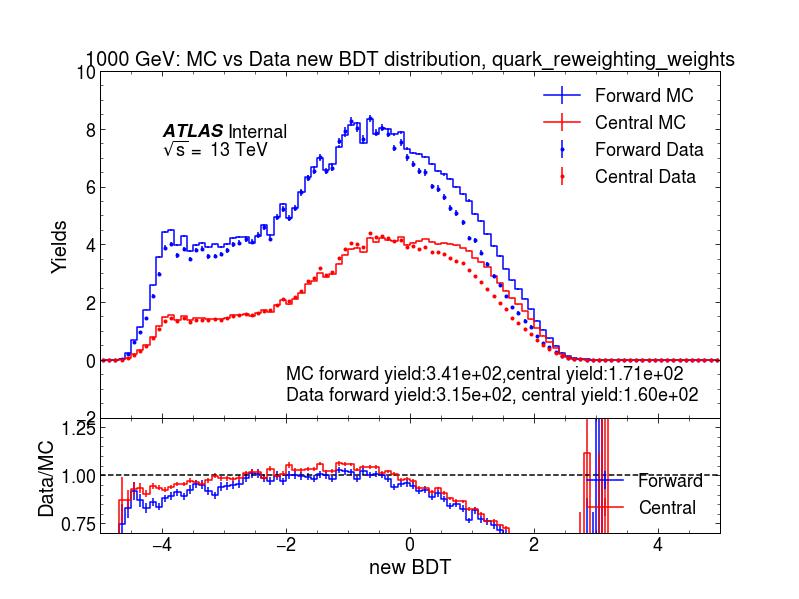 1000 GeV: MC vs Data new BDT distribution, quark_reweighting_weights
10
8
6
4
2
0
−2
Yields
ATLAS Internal
√s = 13 TeV
Forward MC
Central MC
Forward Data
Central Data
MC forward yield:3.41e+02,central yield:1.71e+02
Data forward yield:3.15e+02, central yield:1.60e+02
1.25
1.00
0.75
Data/MC
Forward
Central
−4 −2 0 2 4
new BDT